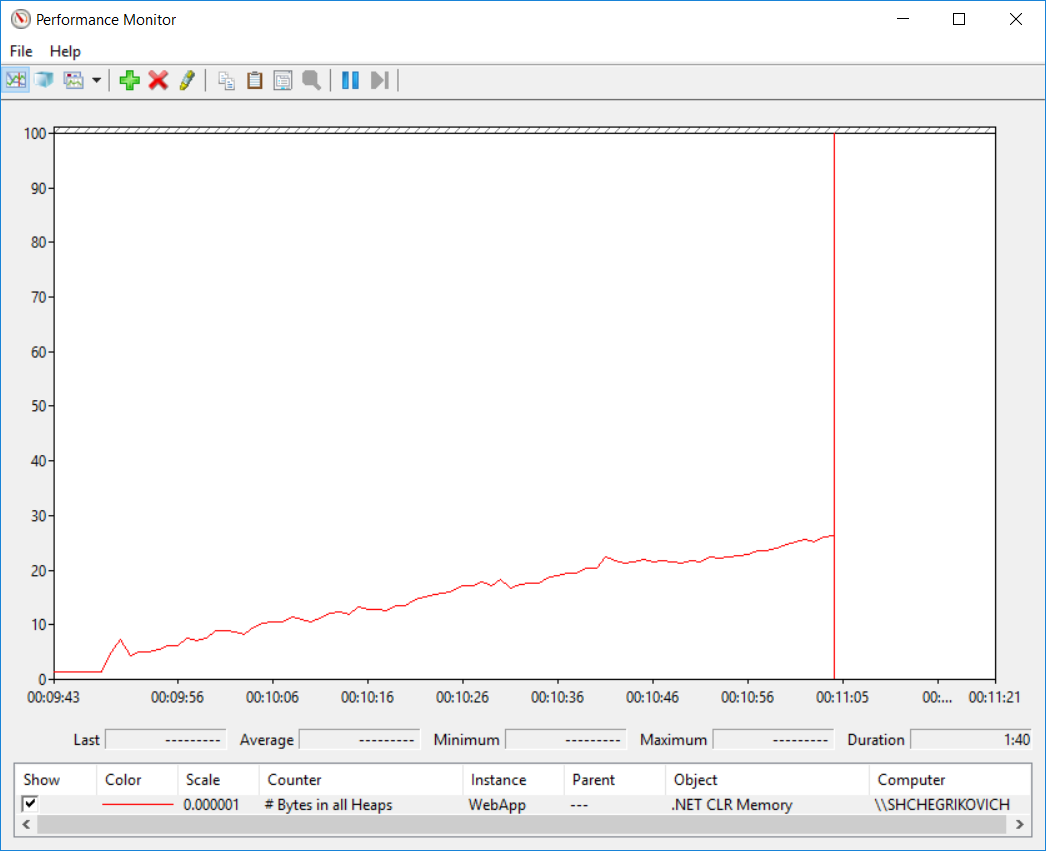 Performance Monitor
File Help
100
90
80
70
60
50
40
30
20
10
0
00:09:43 00:09:56 00:10:06 00:10:16 00:10:26 00:10:36 00:10:46 00:10:56 00:11:05 00:... 00:11:21
Last --------- Average --------- Minimum --------- Maximum --------- Duration 1:40
Show Color Scale Counter Instance Parent Object Computer
0.000001 # Bytes in all Heaps WebApp --- .NET CLR Memory \\SHCHEGRIKOVICH